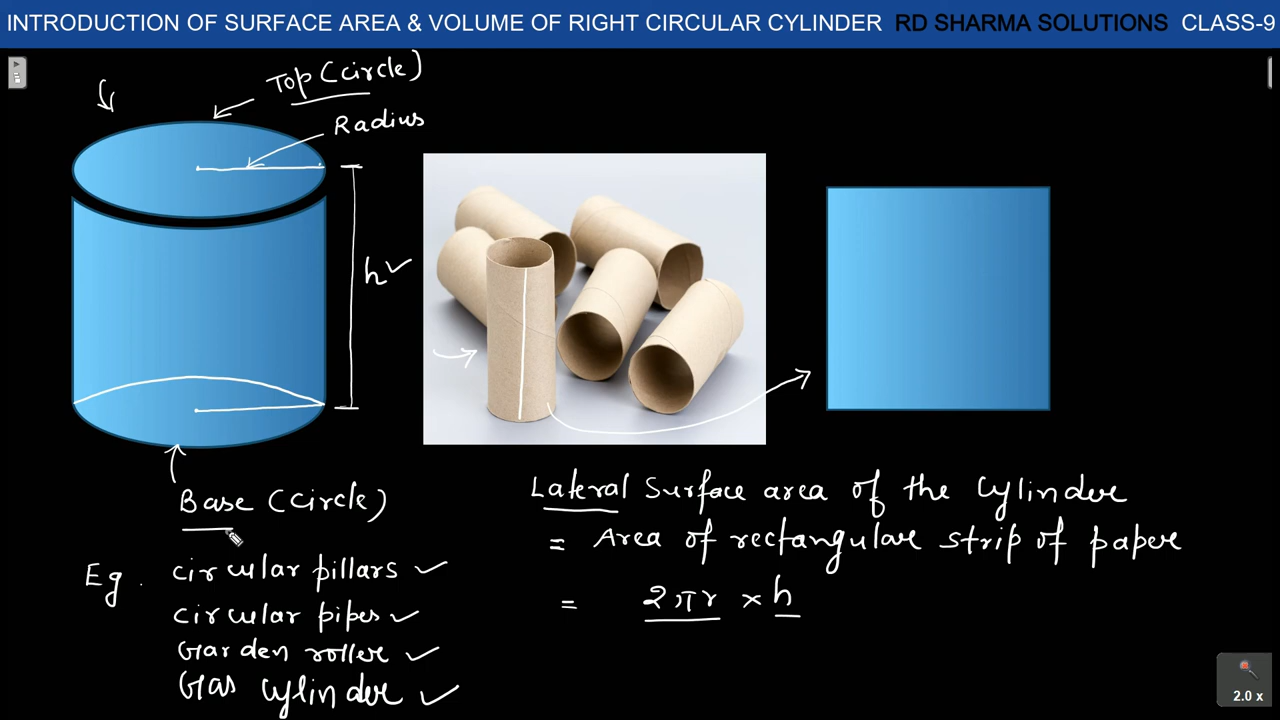 INTRODUCTION OF SURFACE AREA & VOLUME OF RIGHT CIRCULAR CYLINDER RD SHARMA SOLUTIONS CLASS-9
Top (circle)
Radius
h
Base (circle)
Eg. circular pillars
circular pipes
Garden roller
Gas cylinder
Lateral Surface area of the cylinder
= Area of rectangular strip of paper
= 2πr × h
2.0 x